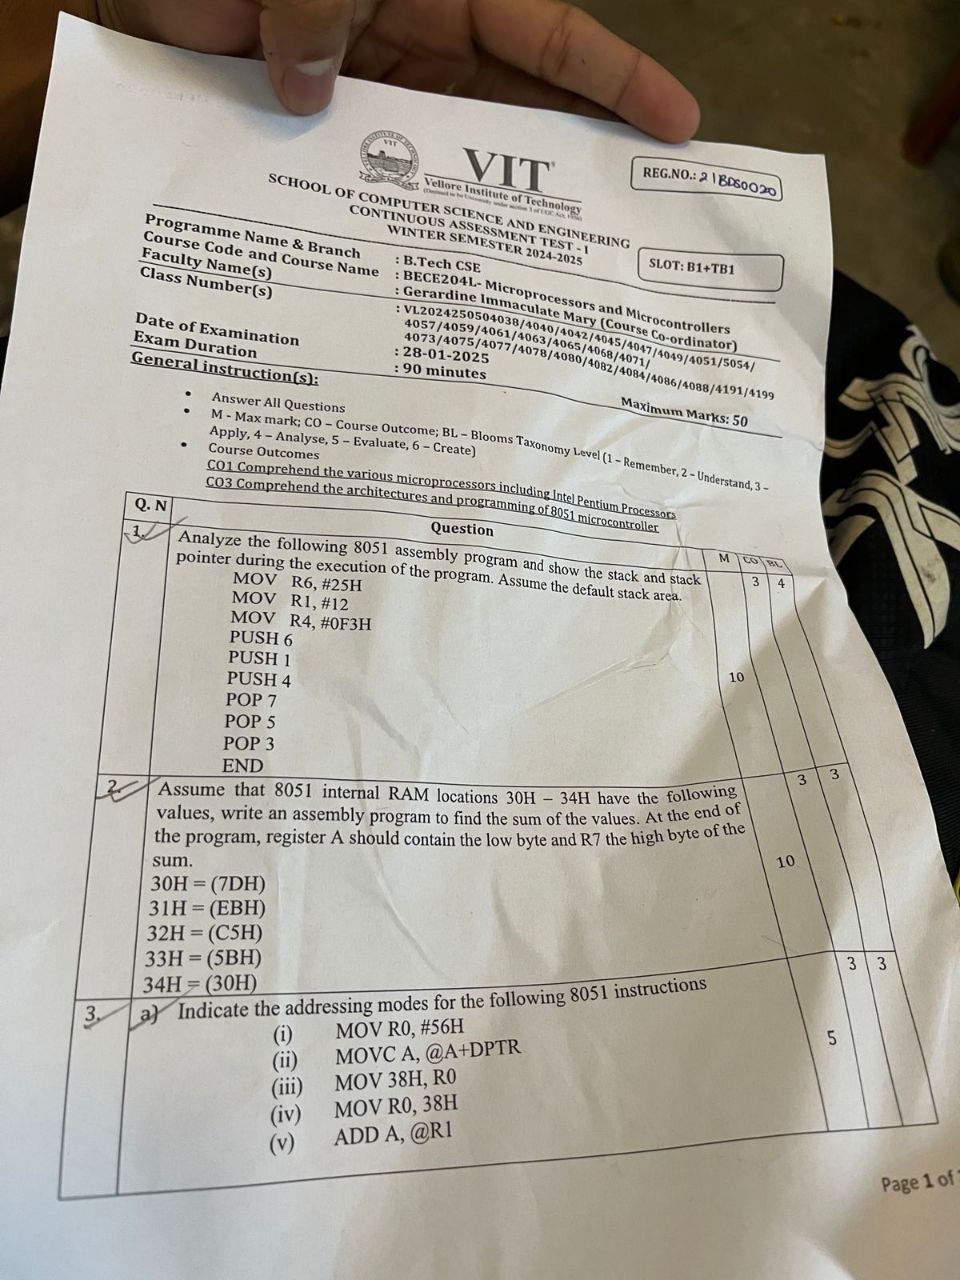 VIT
VIT
Vellore Institute of Technology
REG.NO.: 21BDS0020
SCHOOL OF COMPUTER SCIENCE AND ENGINEERING
CONTINUOUS ASSESSMENT TEST - I
WINTER SEMESTER 2024-2025
SLOT: B1+TB1
Programme Name & Branch : B.Tech CSE
Course Code and Course Name : BECE204L- Microprocessors and Microcontrollers
Faculty Name(s) : Gerardine Immaculate Mary (Course Co-ordinator)
Class Number(s) : VL2024250504038/4040/4042/4045/4047/4049/4051/5054/
4057/4059/4061/4063/4065/4068/4071/
4073/4075/4077/4078/4080/4082/4084/4086/4088/4191/4199
Date of Examination : 28-01-2025
Exam Duration : 90 minutes
Maximum Marks: 50
General instruction(s):
• Answer All Questions
• M - Max mark; CO – Course Outcome; BL – Blooms Taxonomy Level (1 – Remember, 2 – Understand, 3 –
Apply, 4 – Analyse, 5 – Evaluate, 6 – Create)
• Course Outcomes
CO1 Comprehend the various microprocessors including Intel Pentium Processors
CO3 Comprehend the architectures and programming of 8051 microcontroller
Q. N Question M CO BL
1. Analyze the following 8051 assembly program and show the stack and stack 3 4
pointer during the execution of the program. Assume the default stack area.
MOV R6, #25H
MOV R1, #12
MOV R4, #0F3H
PUSH 6
PUSH 1
PUSH 4 10
POP 7
POP 5
POP 3
END
2. Assume that 8051 internal RAM locations 30H – 34H have the following 3 3
values, write an assembly program to find the sum of the values. At the end of
the program, register A should contain the low byte and R7 the high byte of the
sum. 10
30H = (7DH)
31H = (EBH)
32H = (C5H)
33H = (5BH)
34H = (30H)
3. a) Indicate the addressing modes for the following 8051 instructions 3 3
(i) MOV R0, #56H
(ii) MOVC A, @A+DPTR 5
(iii) MOV 38H, R0
(iv) MOV R0, 38H
(v) ADD A, @R1
Page 1 of